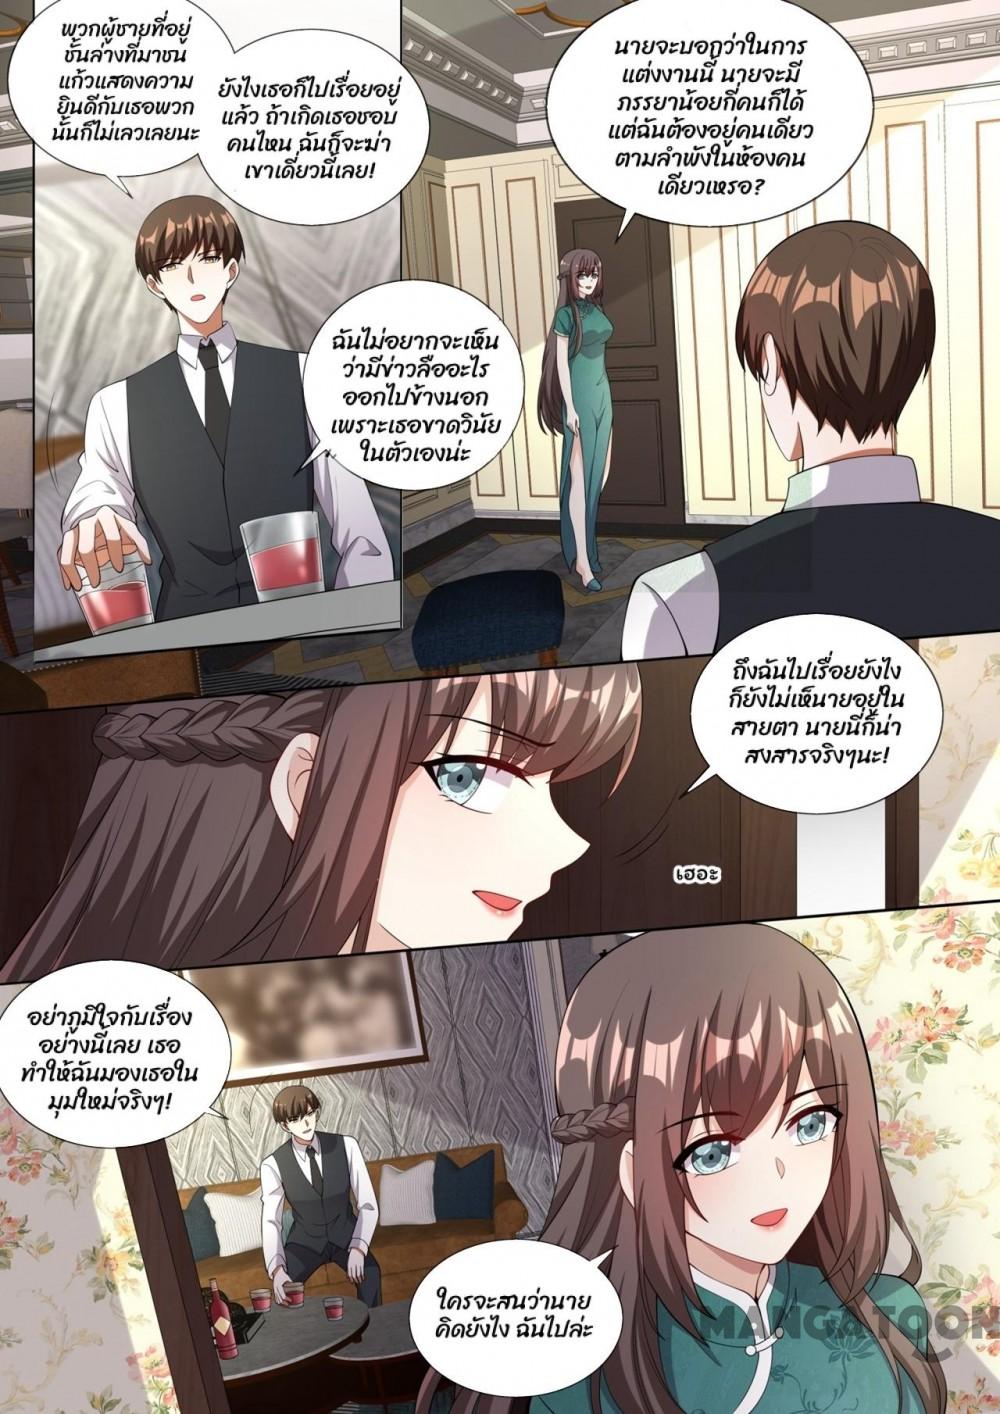 พวกผู้ชายที่อยู่
ชั้นล่างที่มาชน
แก้วแสดงความ
ยินดีกับเธอพวก
นั้นก็ไม่เลวเลยนะ
ยังไงเธอก็ไปเรื่อยอยู่
แล้ว ถ้าเกิดเธอชอบ
คนไหน ฉันก็จะฆ่า
เขาเดี่ยวนี้เลย!
นายจะบอกว่าในการ
แต่งงานนี้ นายจะมี
ภรรยาน้อยกี่คนก็ได้
แต่ฉันต้องอยู่คนเดียว
ตามลำพังในห้องคน
เดียวเหรอ?
ฉันไม่อยากจะเห็น
ว่ามีข่าวลืออะไร
ออกไปข้างนอก
เพราะเธอขาดวินัย
ในตัวเองน่ะ
ถึงฉันไปเรื่อยยังไง
ก็ยังไม่เห็นายอยู่ใน
สายตา นายนี่ก็น่า
สงสารจริงๆนะ!
เฮอะ
อย่าภูมิใจกับเรื่อง
อย่างนี้เลย เธอ
ทำให้ฉันมองเธอใน
มุมใหม่จริงๆ!
ใครจะสนว่านาย
คิดยังไง ฉันไปล่ะ
MANGATOON